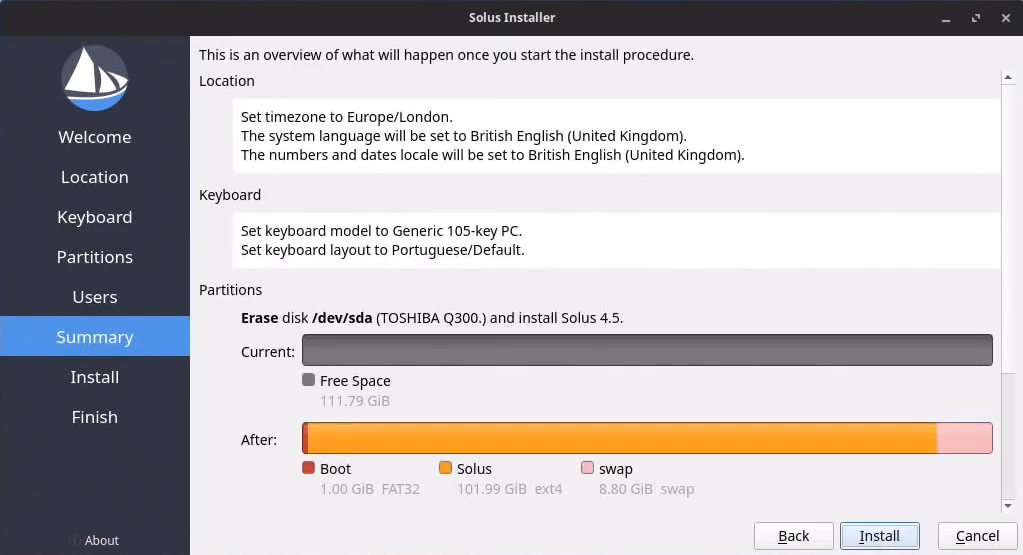 Solus Installer
Welcome
Location
Keyboard
Partitions
Users
Summary
Install
Finish
About
This is an overview of what will happen once you start the install procedure.
Location
Set timezone to Europe/London.
The system language will be set to British English (United Kingdom).
The numbers and dates locale will be set to British English (United Kingdom).
Keyboard
Set keyboard model to Generic 105-key PC.
Set keyboard layout to Portuguese/Default.
Partitions
Erase disk /dev/sda (TOSHIBA Q300.) and install Solus 4.5.
Current:
Free Space
111.79 GiB
After:
Boot Solus swap
1.00 GiB FAT32 101.99 GiB ext4 8.80 GiB swap
Back Install Cancel